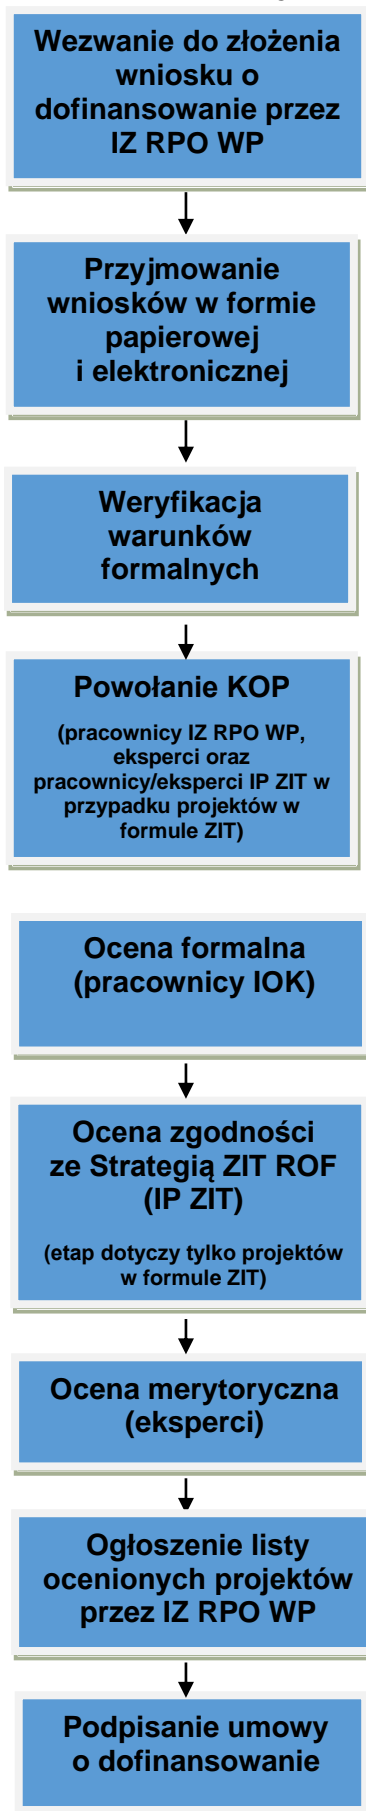 Wezwanie do złożenia
wniosku o
dofinansowanie przez
IZ RPO WP
Przyjmowanie
wniosków w formie
papierowej
i elektronicznej
Weryfikacja
warunków
formalnych
Powołanie KOP
(pracownicy IZ RPO WP,
eksperci oraz
pracownicy/eksperci IP ZIT w
przypadku projektów w
formule ZIT)
Ocena formalna
(pracownicy IOK)
Ocena zgodności
ze Strategią ZIT ROF
(IP ZIT)
(etap dotyczy tylko projektów
w formule ZIT)
Ocena merytoryczna
(eksperci)
Ogłoszenie listy
ocenionych projektów
przez IZ RPO WP
Podpisanie umowy
o dofinansowanie